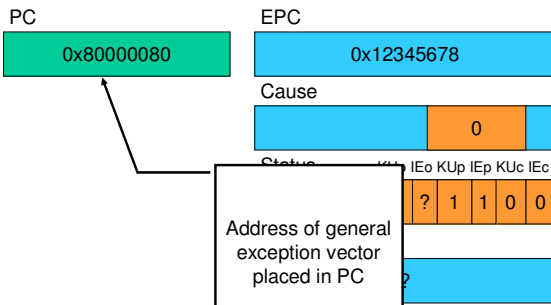 PC
EPC
0x80000080
0x12345678
Cause
0
Status
IEo KUp IEp KUc IEc
? 1 1 0 0
Address of general
exception vector
placed in PC
?